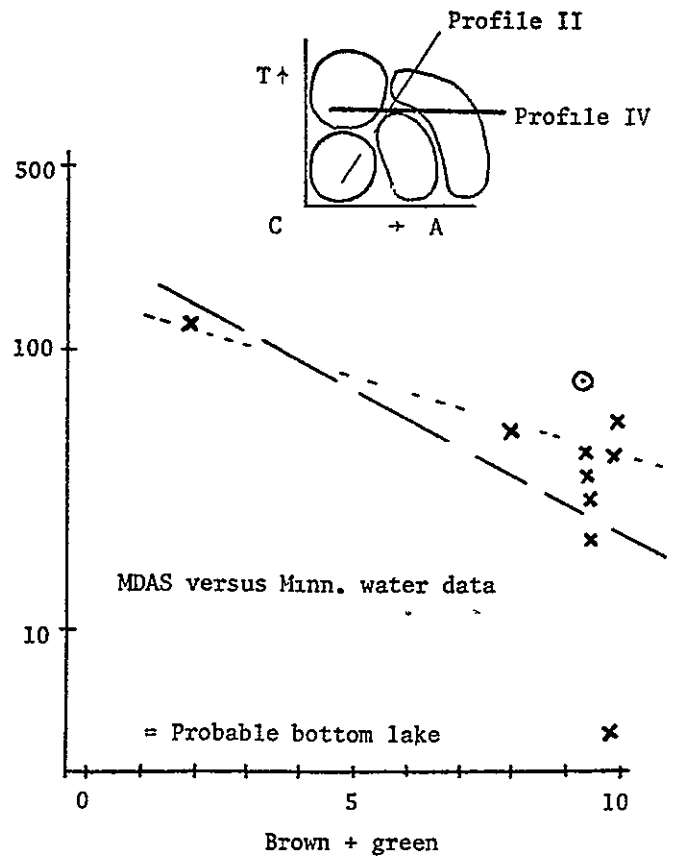 Profile II
T ↑
Profile IV
C → A
500
100
MDAS versus Minn. water data
10
= Probable bottom lake
0 5 10
Brown + green